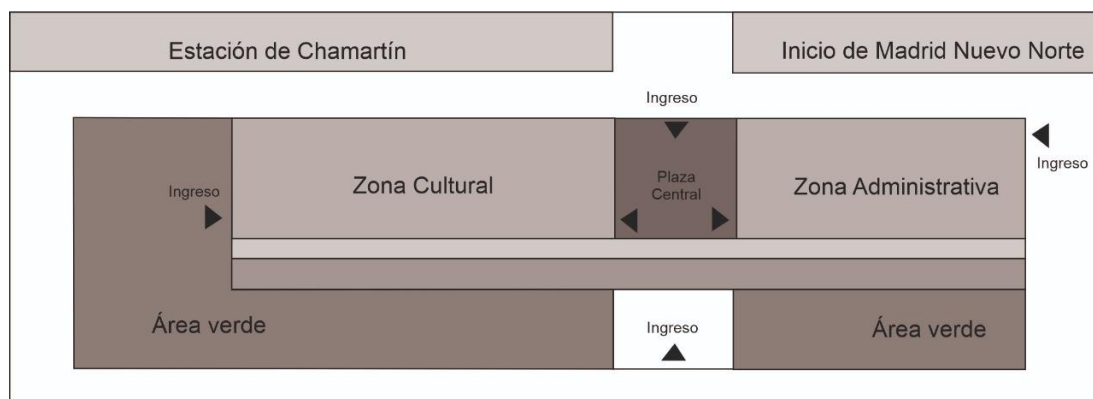 Estación de Chamartín
Inicio de Madrid Nuevo Norte
Ingreso
Ingreso
Zona Cultural
Plaza
Central
Zona Administrativa
Ingreso
Área verde
Ingreso
Área verde